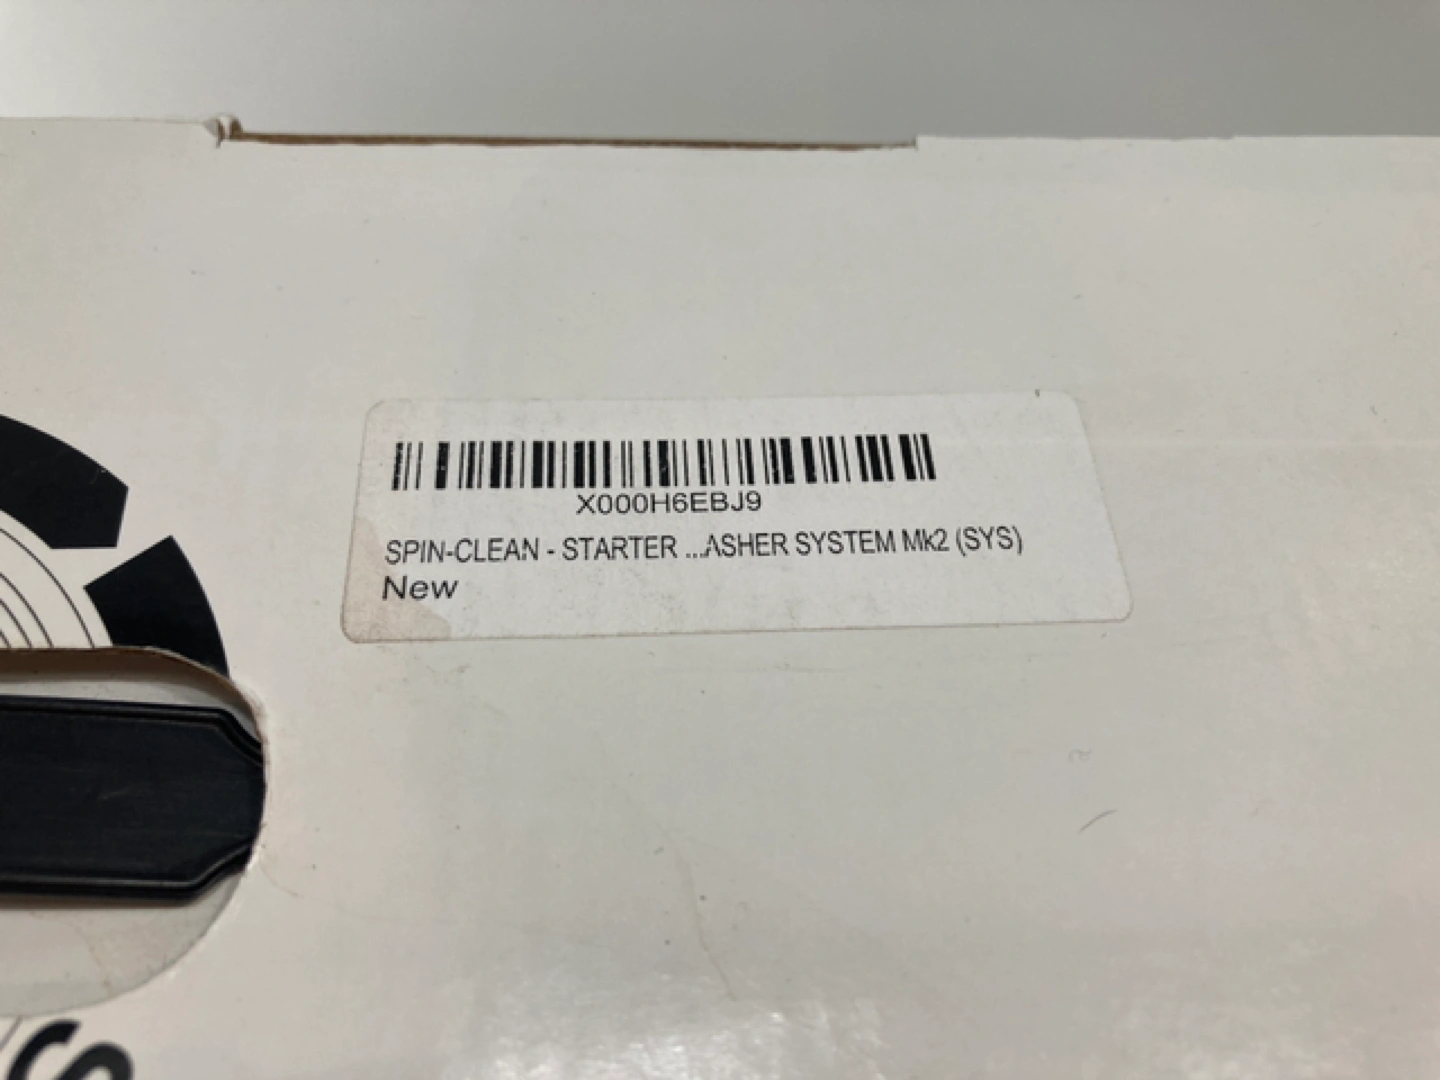 X000H6EBJ9
SPIN-CLEAN - STARTER ...ASHER SYSTEM Mk2 (SYS)
New
S